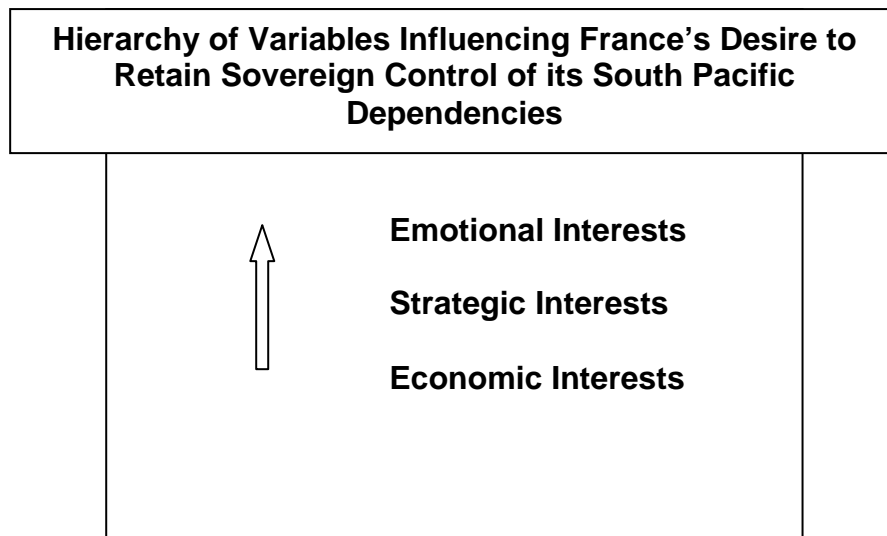 Hierarchy of Variables Influencing France’s Desire to
Retain Sovereign Control of its South Pacific
Dependencies
Emotional Interests
Strategic Interests
Economic Interests